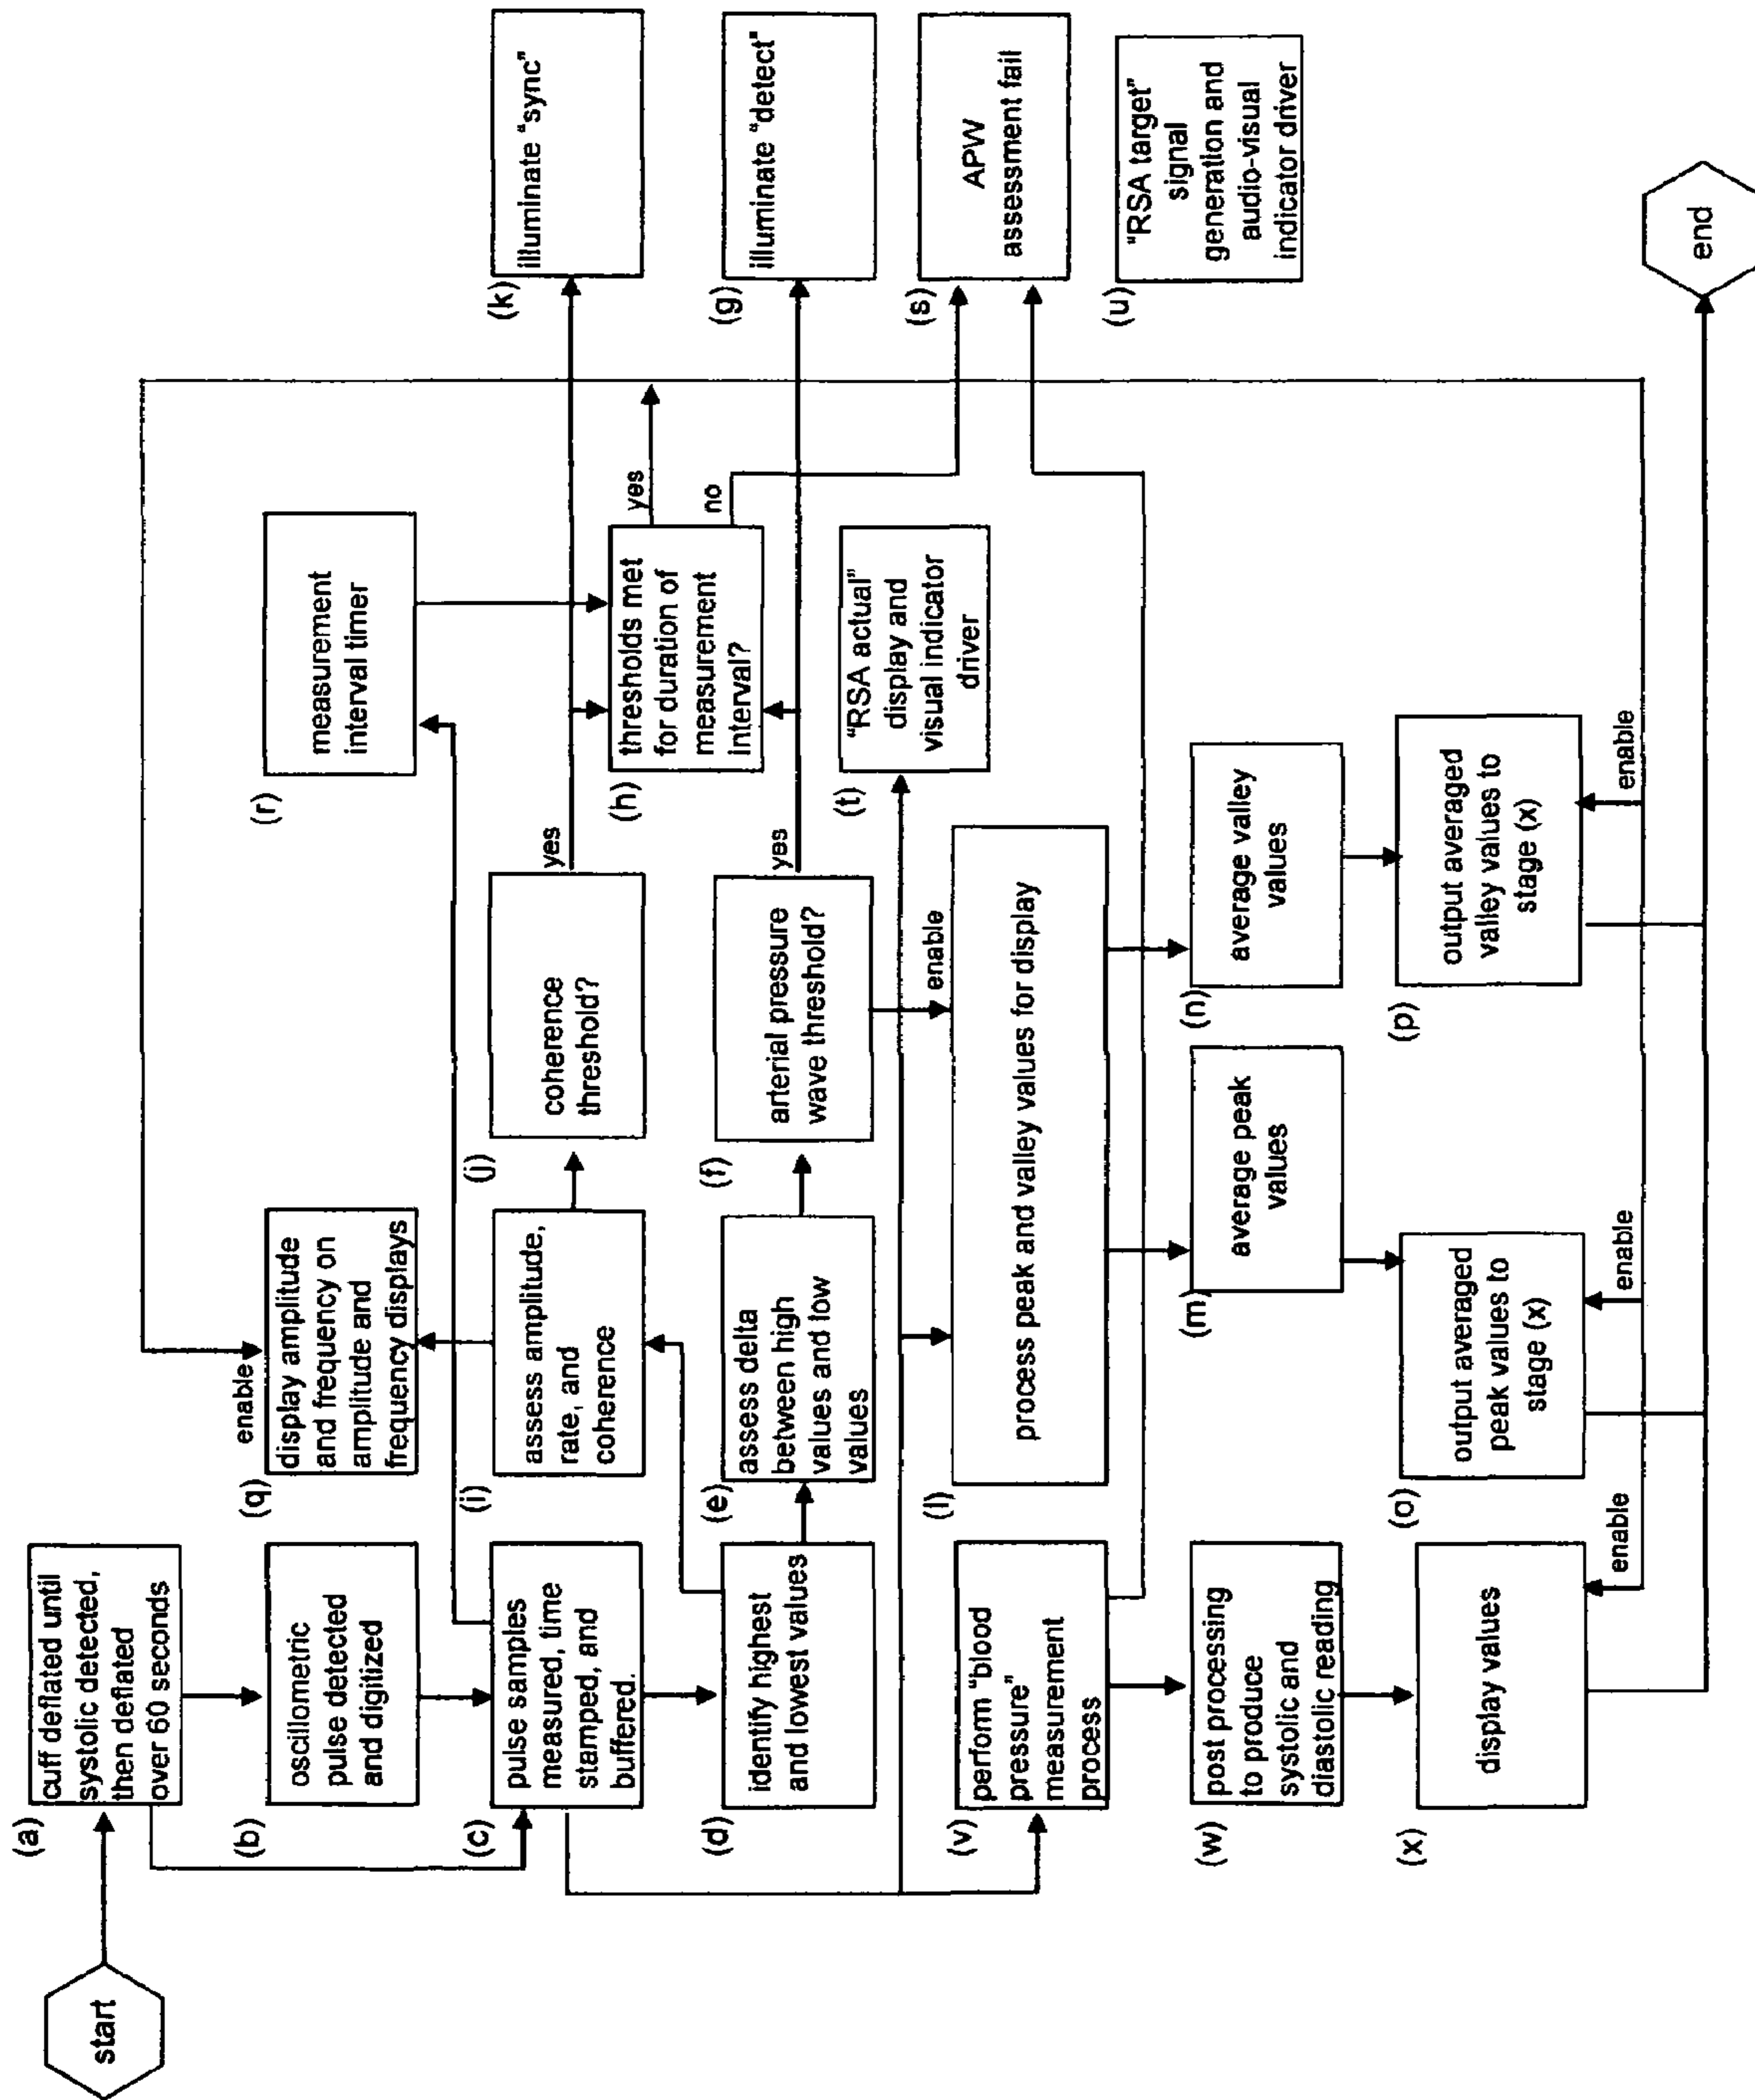 start
(a)
cuff deflated until
systolic detected,
then deflated
over 60 seconds
(b)
oscillometric
pulse detected
and digitized
(c)
pulse samples
measured, time
stamped, and
buffered.
(d)
identify highest
and lowest values
(v)
perform "blood
pressure"
measurement
process
(w)
post processing
to produce
systolic and
diastolic reading
(x)
display values
enable
enable
(q)
display amplitude
and frequency on
amplitude and
frequency displays
(i)
assess amplitude,
rate, and
coherence
(e)
assess delta
between high
values and low
values
(l)
process peak and valley values for display
enable
(m)
average peak
values
(o)
output averaged
peak values to
stage (x)
enable
(j)
coherence
threshold?
yes
(f)
arterial pressure
wave threshold?
yes
(n)
average valley
values
(p)
output averaged
valley values to
stage (x)
enable
(r)
measurement
interval timer
(h)
thresholds met
for duration of
measurement
interval?
yes
no
(t)
"RSA actual"
display and
visual indicator
driver
(k)
illuminate "sync"
(g)
illuminate "detect"
(s)
APW
assessment fail
(u)
"RSA target"
signal
generation and
audio-visual
indicator driver
end